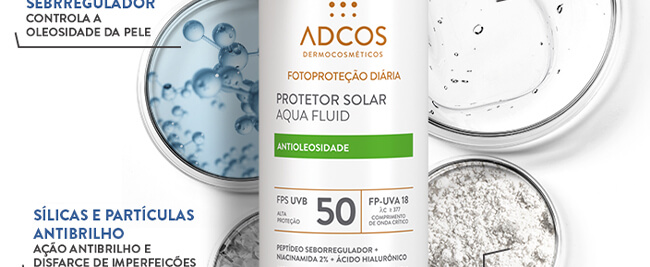 SEBRREGULADOR
CONTROLA A
OLEOSIDADE DA PELE
SÍLICAS E PARTÍCULAS
ANTIBRILHO
AÇÃO ANTIBRILHO E
DISFARCE DE IMPERFEIÇÕES
ADCOS
DERMOCOSMÉTICOS
FOTOPROTEÇÃO DIÁRIA
PROTETOR SOLAR
AQUA FLUID
ANTIOLEOSIDADE
FPS UVB
ALTA
PROTEÇÃO
50
FP-UVA 18
λC ≥ 377
COMPRIMENTO
DE ONDA CRÍTICO
PEPTÍDEO SEBORREGULADOR +
NIACINAMIDA 2% + ÁCIDO HIALURÔNICO